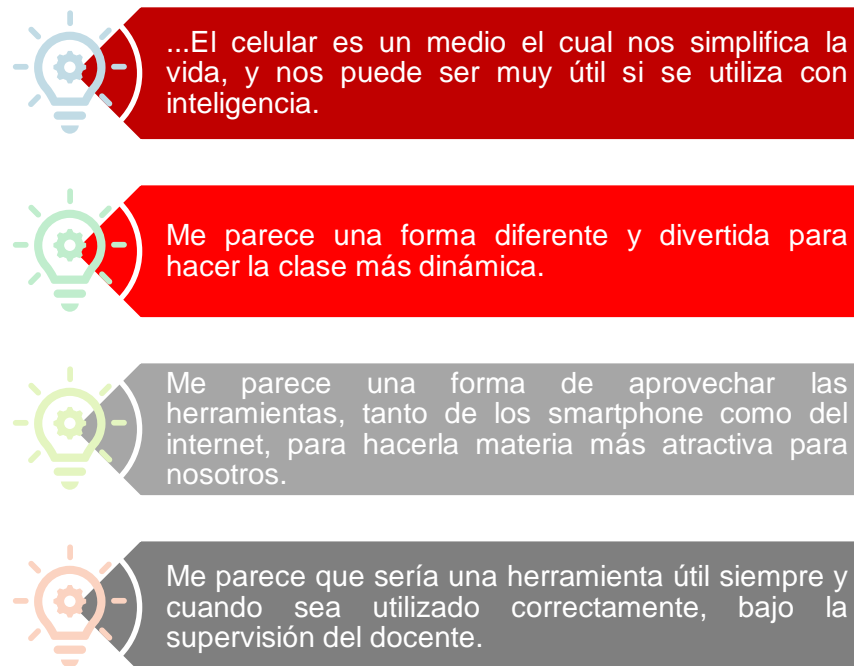 ...El celular es un medio el cual nos simplifica la
vida, y nos puede ser muy útil si se utiliza con
inteligencia.
Me parece una forma diferente y divertida para
hacer la clase más dinámica.
Me parece una forma de aprovechar las
herramientas, tanto de los smartphone como del
internet, para hacerla materia más atractiva para
nosotros.
Me parece que sería una herramienta útil siempre y
cuando sea utilizado correctamente, bajo la
supervisión del docente.